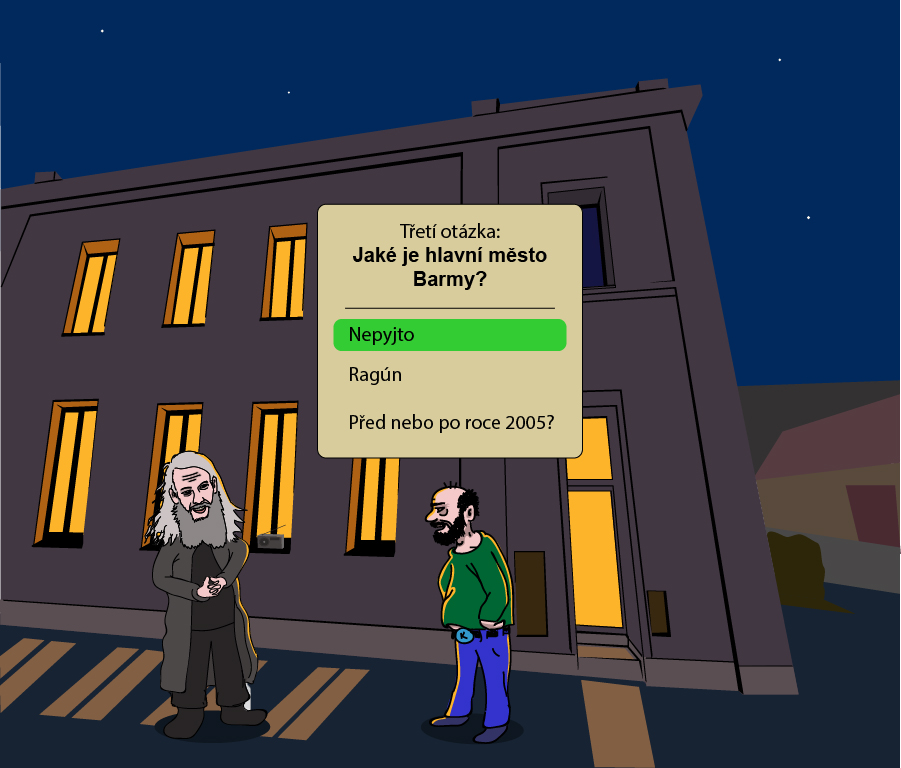 Třetí otázka:
Jaké je hlavní město
Barmy?
Nepyjto
Ragún
Před nebo po roce 2005?
K